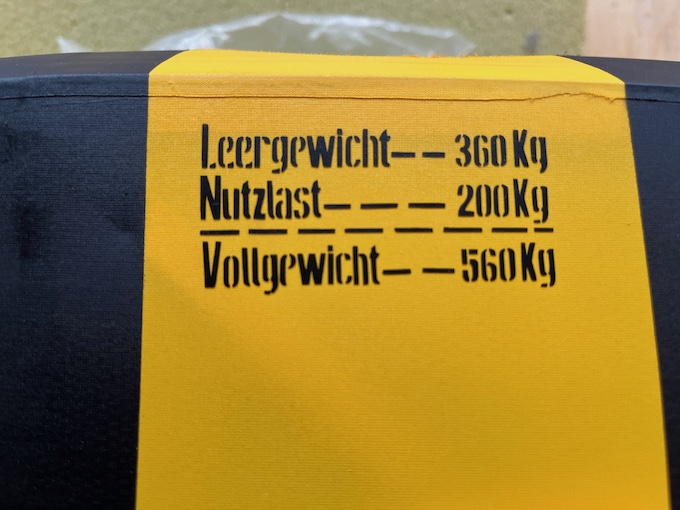 Leergewicht-- 360Kg
Nutzlast--- 200Kg
Vollgewicht-- 560Kg